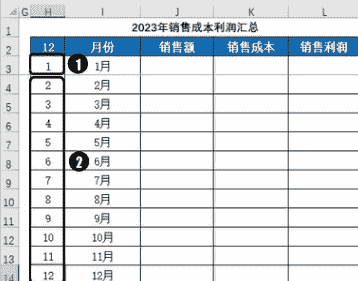 G H I J K L
1 2023年销售成本利润汇总
2 12 月份 销售额 销售成本 销售利润
3 1 ❶ 1月
4 2 2月
5 3 3月
6 4 4月
7 5 5月
8 6 ❷ 6月
9 7 7月
10 8 8月
11 9 9月
12 10 10月
13 11 11月
14 12 12月